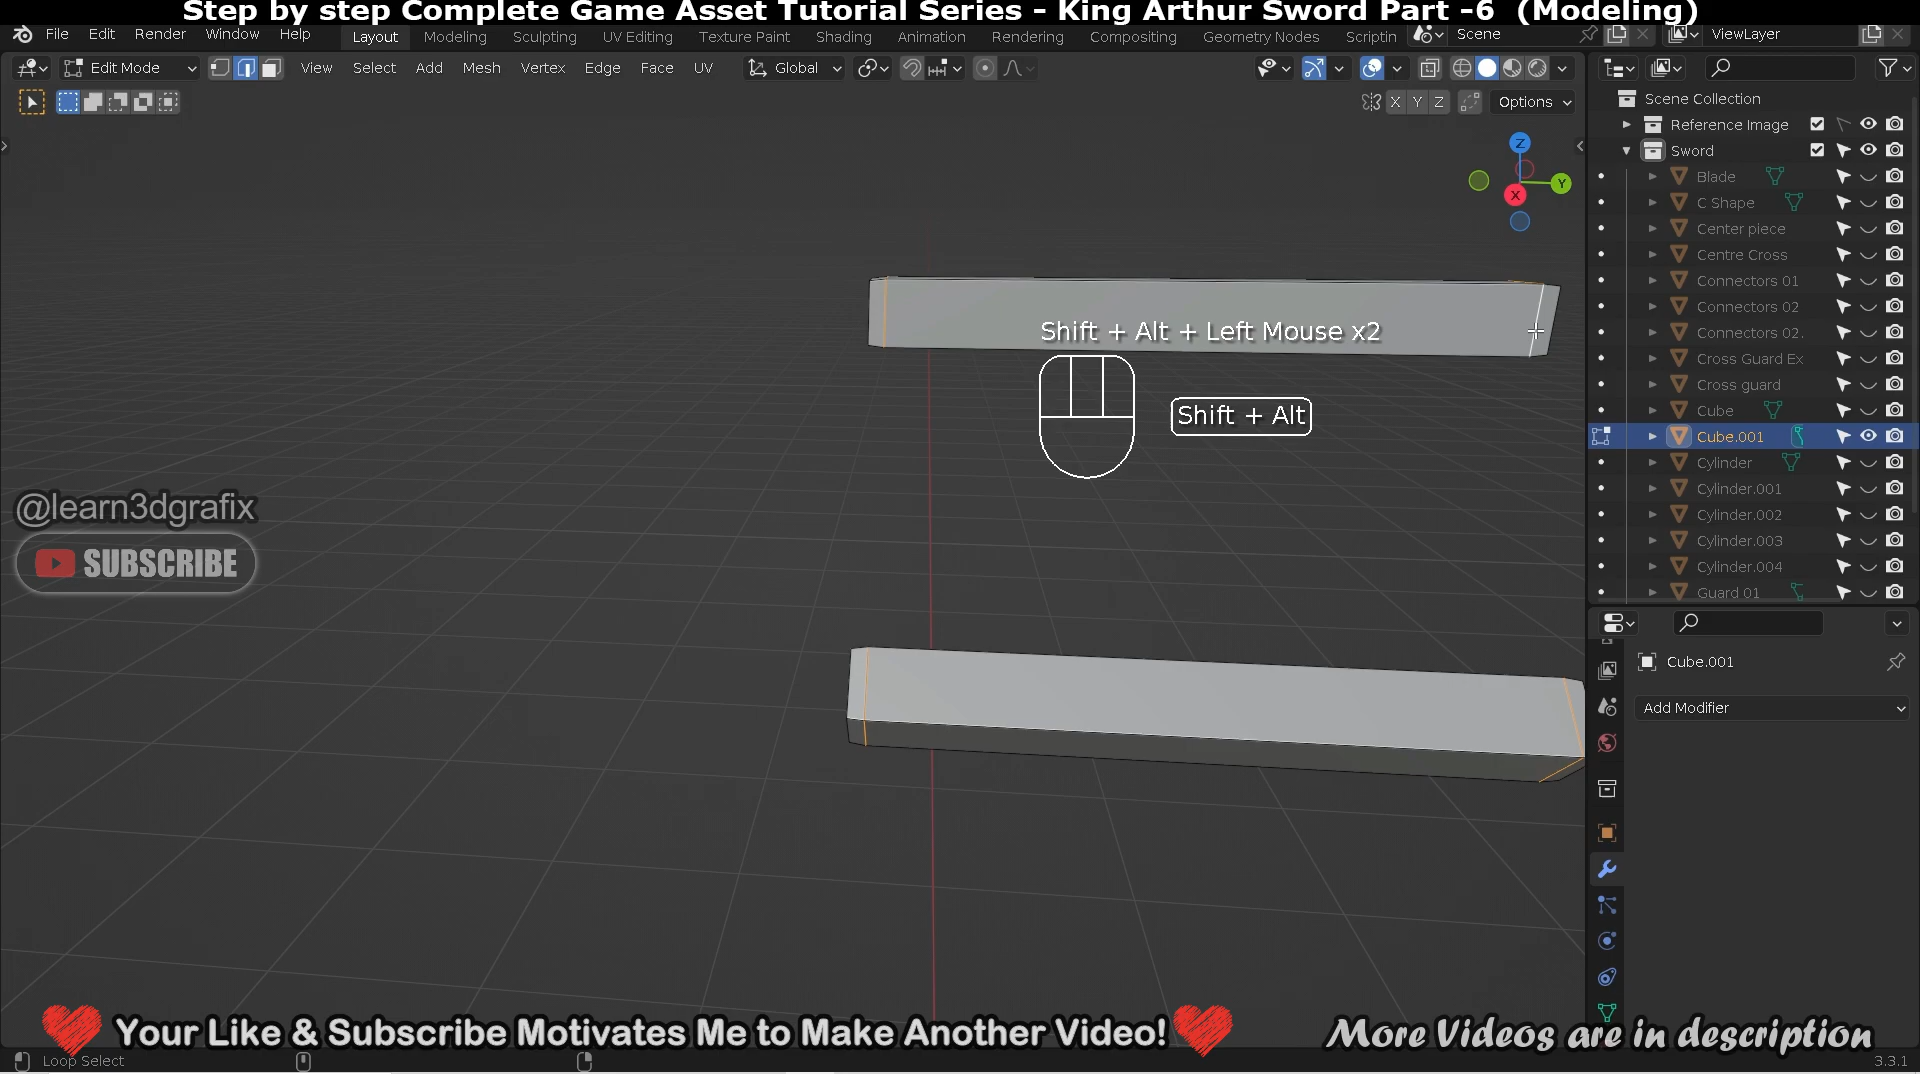 Step by step Complete Game Asset Tutorial Series - King Arthur Sword Part -6 (Modeling)
File Edit Render Window Help Layout Modeling Sculpting UV Editing Texture Paint Shading Animation Rendering Compositing Geometry Nodes Scriptin Scene ViewLayer
Edit Mode View Select Add Mesh Vertex Edge Face UV Global
X Y Z Options
Scene Collection
Reference Image
Sword
Blade
C Shape
Center piece
Centre Cross
Connectors 01
Connectors 02
Connectors 02.
Cross Guard Ex
Cross guard
Cube
Cube.001
Cylinder
Cylinder.001
Cylinder.002
Cylinder.003
Cylinder.004
Guard 01
Z
Y
X
Shift + Alt + Left Mouse x2
Shift + Alt
@learn3dgrafix
SUBSCRIBE
Cube.001
Add Modifier
Your Like & Subscribe Motivates Me to Make Another Video!
More Videos are in description
Loop Select
3.3.1